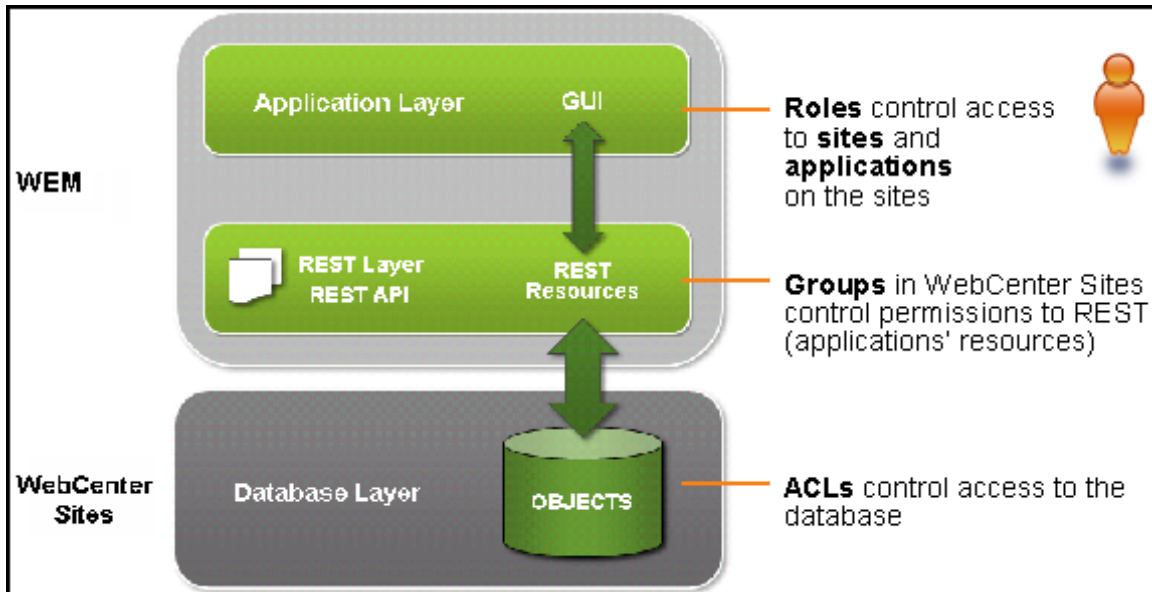 Application Layer
GUI
Roles control access
to sites and
applications
on the sites
WEM
REST Layer
REST API
REST
Resources
Groups in WebCenter Sites
control permissions to REST
(applications' resources)
WebCenter
Sites
Database Layer
OBJECTS
ACLs control access to the
database